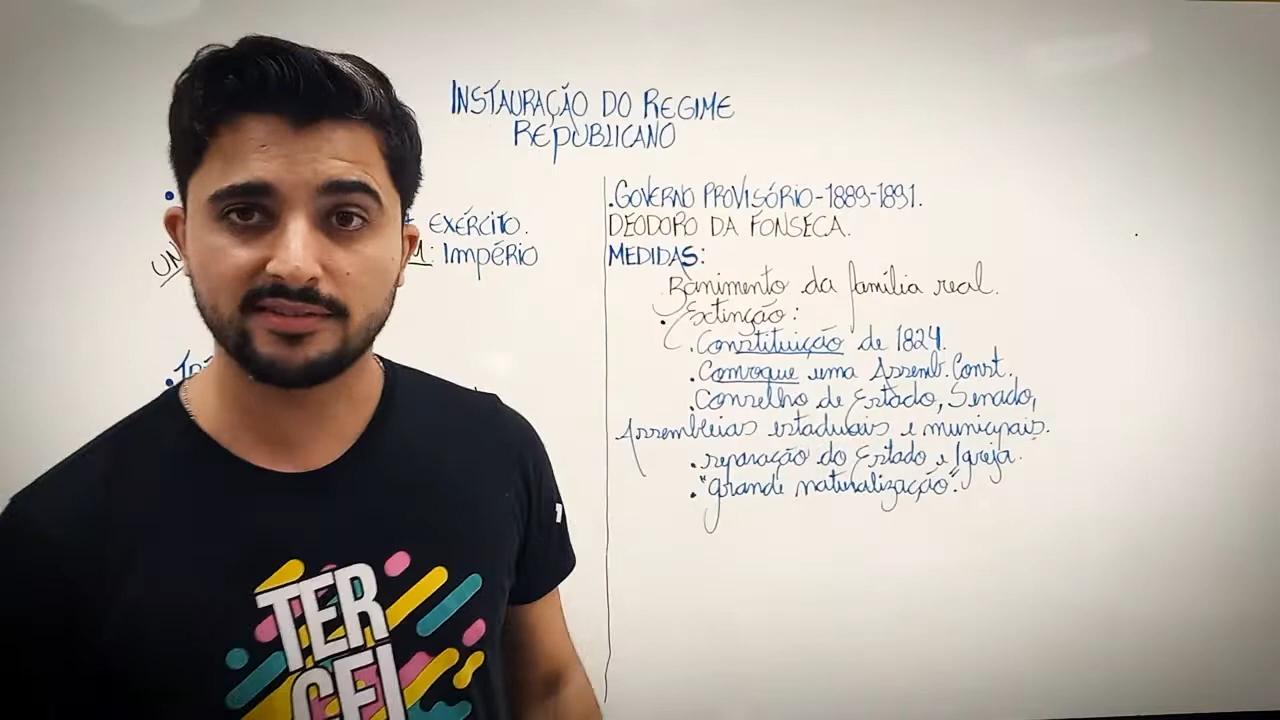 INSTAURAÇÃO DO REGIME
REPUBLICANO
EXÉRCITO.
: Império
.GOVERNO PROVISÓRIO-1889-1891.
DEODORO DA FONSECA.
MEDIDAS:
Banimento da família real.
.Extinção:
.Constituição de 1824.
.Convoque uma Assemb. Const.
.Conselho de Estado, Senado,
Assembleias estaduais e municipais.
.separação do Estado e Igreja.
."grande naturalização".
TER
CEI